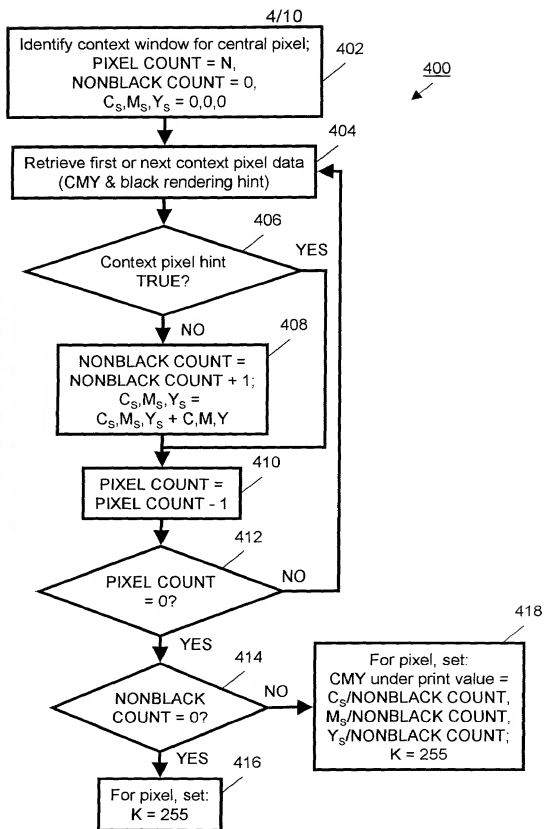 4/10
Identify context window for central pixel;
PIXEL COUNT = N,
NONBLACK COUNT = 0,
CS,MS,YS = 0,0,0
402
400
Retrieve first or next context pixel data
(CMY & black rendering hint)
404
406
YES
Context pixel hint
TRUE?
NO
408
NONBLACK COUNT =
NONBLACK COUNT + 1;
CS,MS,YS =
CS,MS,YS + C,M,Y
410
PIXEL COUNT =
PIXEL COUNT - 1
412
PIXEL COUNT
= 0?
NO
YES
414
NONBLACK
COUNT = 0?
NO
YES
418
For pixel, set:
CMY under print value =
CS/NONBLACK COUNT,
MS/NONBLACK COUNT,
YS/NONBLACK COUNT;
K = 255
416
For pixel, set:
K = 255